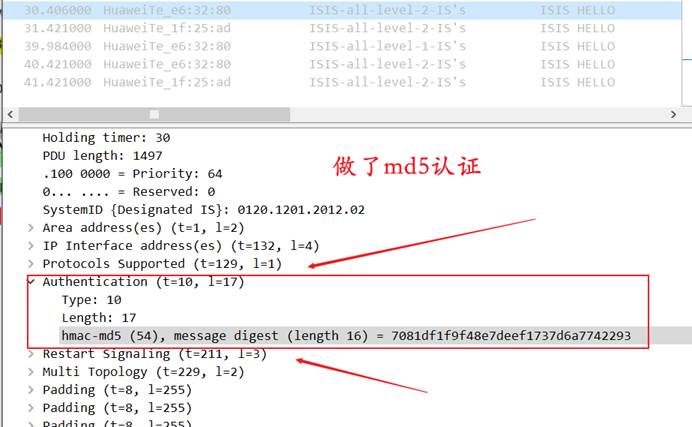 30.406000 HuaweiTe_e6:32:80 ISIS-all-level-2-IS's ISIS HELLO
31.421000 HuaweiTe_1f:25:ad ISIS-all-level-2-IS's ISIS HELLO
39.984000 HuaweiTe_e6:32:80 ISIS-all-level-1-IS's ISIS HELLO
40.421000 HuaweiTe_e6:32:80 ISIS-all-level-2-IS's ISIS HELLO
41.421000 HuaweiTe_1f:25:ad ISIS-all-level-2-IS's ISIS HELLO
Holding timer: 30
PDU length: 1497
.100 0000 = Priority: 64
做了md5认证
0... .... = Reserved: 0
SystemID {Designated IS}: 0120.1201.2012.02
Area address(es) (t=1, l=2)
IP Interface address(es) (t=132, l=4)
Protocols Supported (t=129, l=1)
Authentication (t=10, l=17)
Type: 10
Length: 17
hmac-md5 (54), message digest (length 16) = 7081df1f9f48e7deef1737d6a7742293
Restart Signaling (t=211, l=3)
Multi Topology (t=229, l=2)
Padding (t=8, l=255)
Padding (t=8, l=255)
Padding (t=8, l=255)